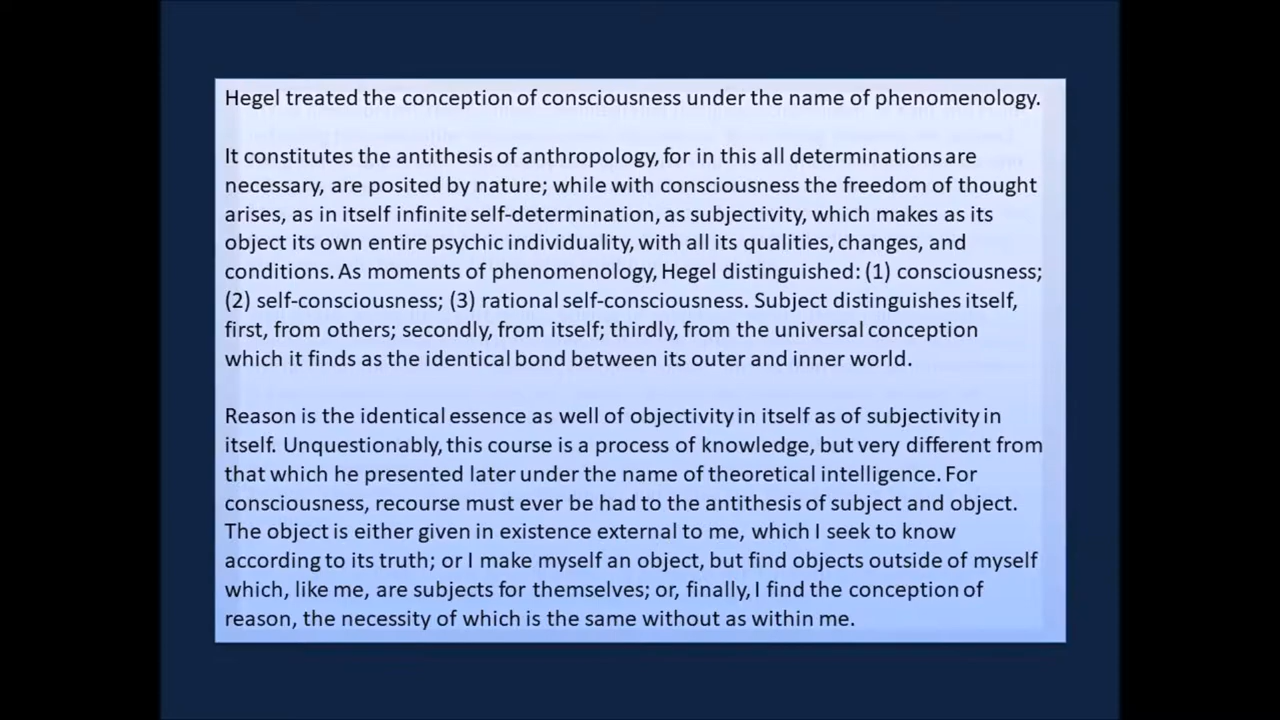 Hegel treated the conception of consciousness under the name of phenomenology.
It constitutes the antithesis of anthropology, for in this all determinations are
necessary, are posited by nature; while with consciousness the freedom of thought
arises, as in itself infinite self-determination, as subjectivity, which makes as its
object its own entire psychic individuality, with all its qualities, changes, and
conditions. As moments of phenomenology, Hegel distinguished: (1) consciousness;
(2) self-consciousness; (3) rational self-consciousness. Subject distinguishes itself,
first, from others; secondly, from itself; thirdly, from the universal conception
which it finds as the identical bond between its outer and inner world.
Reason is the identical essence as well of objectivity in itself as of subjectivity in
itself. Unquestionably, this course is a process of knowledge, but very different from
that which he presented later under the name of theoretical intelligence. For
consciousness, recourse must ever be had to the antithesis of subject and object.
The object is either given in existence external to me, which I seek to know
according to its truth; or I make myself an object, but find objects outside of myself
which, like me, are subjects for themselves; or, finally, I find the conception of
reason, the necessity of which is the same without as within me.